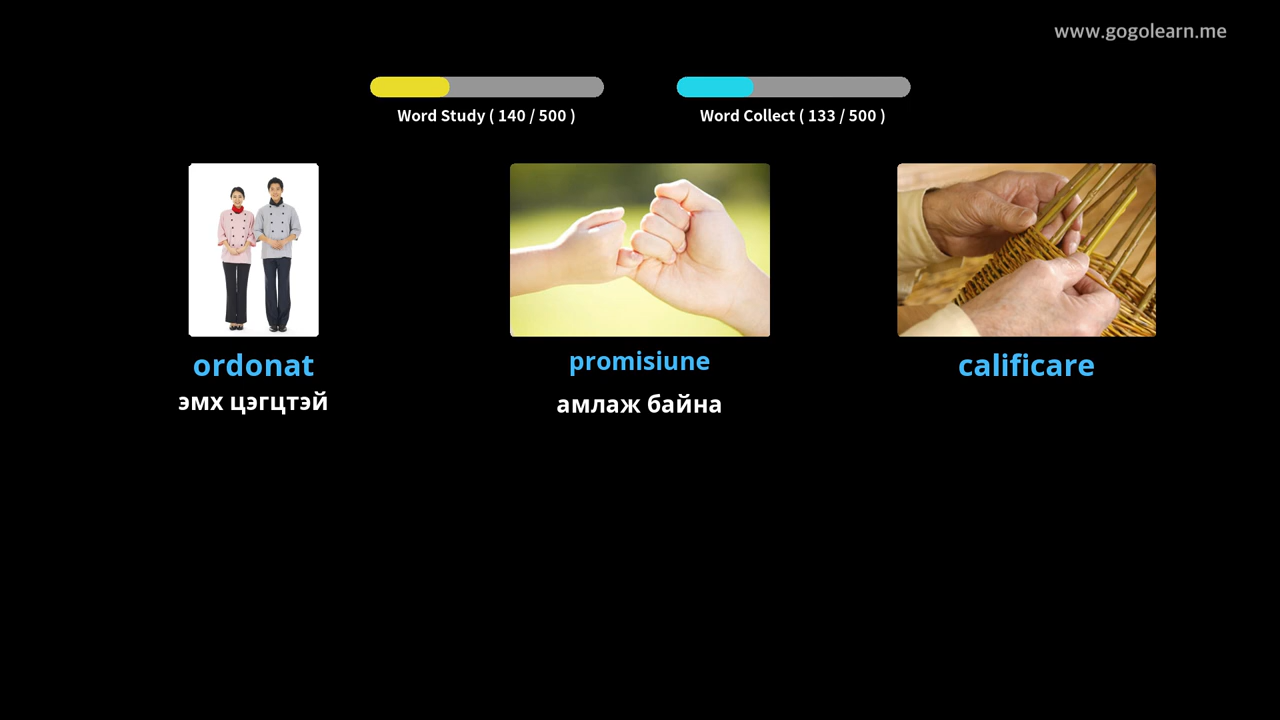 www.gogolearn.me
Word Study ( 140 / 500 )
Word Collect ( 133 / 500 )
ordonat
эмх цэгцтэй
promisiune
амлаж байна
calificare